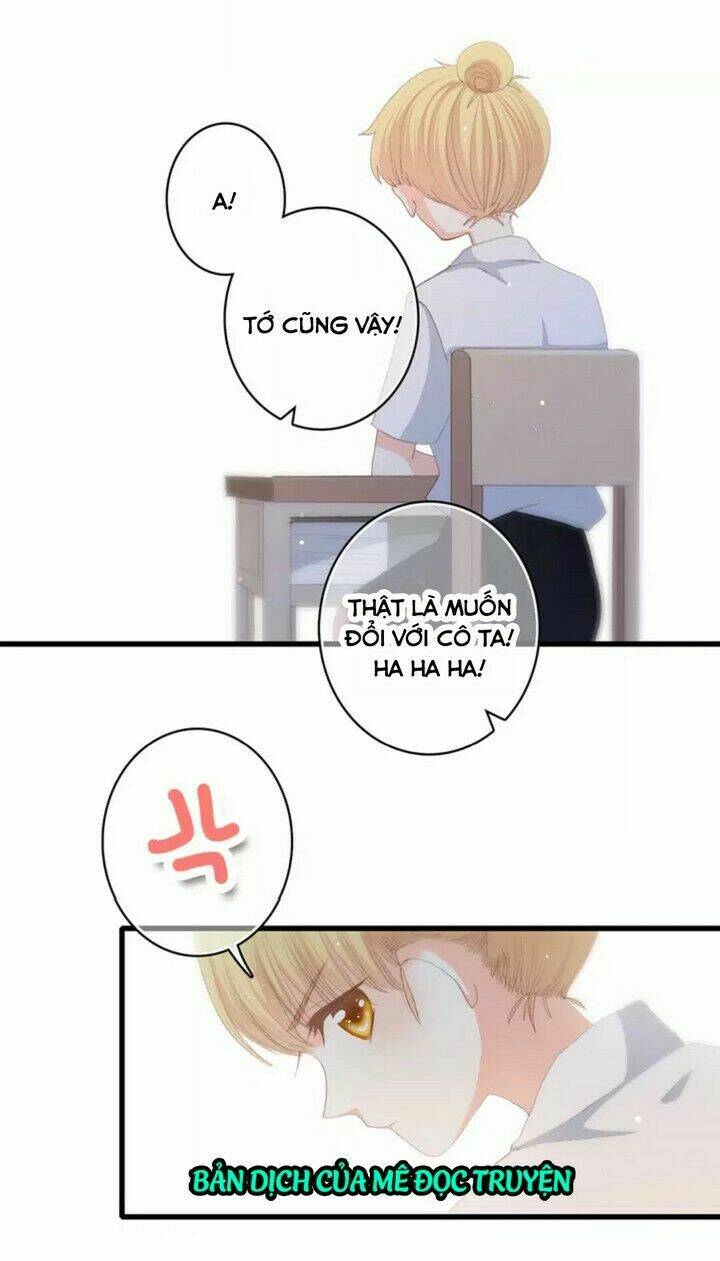 A!
TỚ CŨNG VẬY!
THẬT LÀ MUỐN
ĐỔI VỚI CÔ TA!
HA HA HA!
BẢN DỊCH CỦA MÊ ĐỌC TRUYỆN